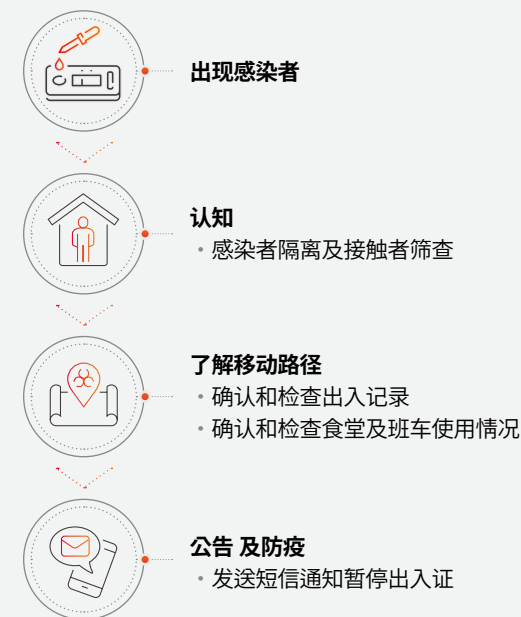 出现感染者
认知
· 感染者隔离及接触者筛查
了解移动路径
· 确认和检查出入记录
· 确认和检查食堂及班车使用情况
公告 及防疫
· 发送短信通知暂停出入证